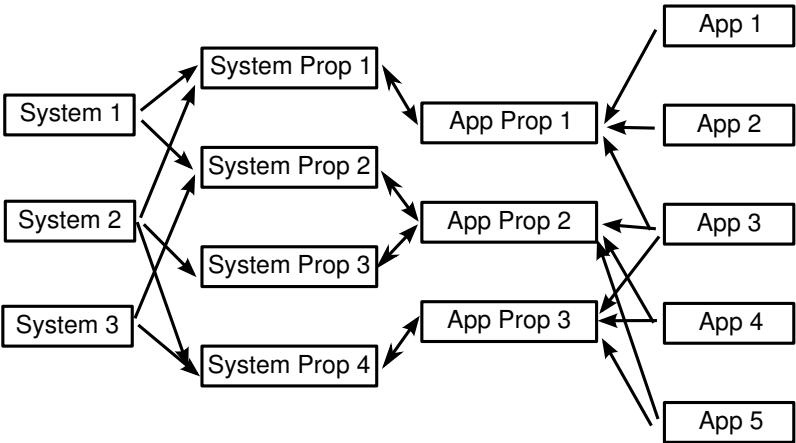 System 1
System 2
System 3
System Prop 1
System Prop 2
System Prop 3
System Prop 4
App Prop 1
App Prop 2
App Prop 3
App 1
App 2
App 3
App 4
App 5